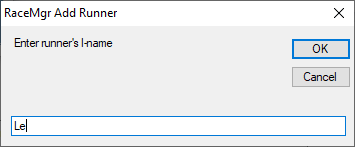 RaceMgr Add Runner
Enter runner's l-name
OK
Cancel
Le